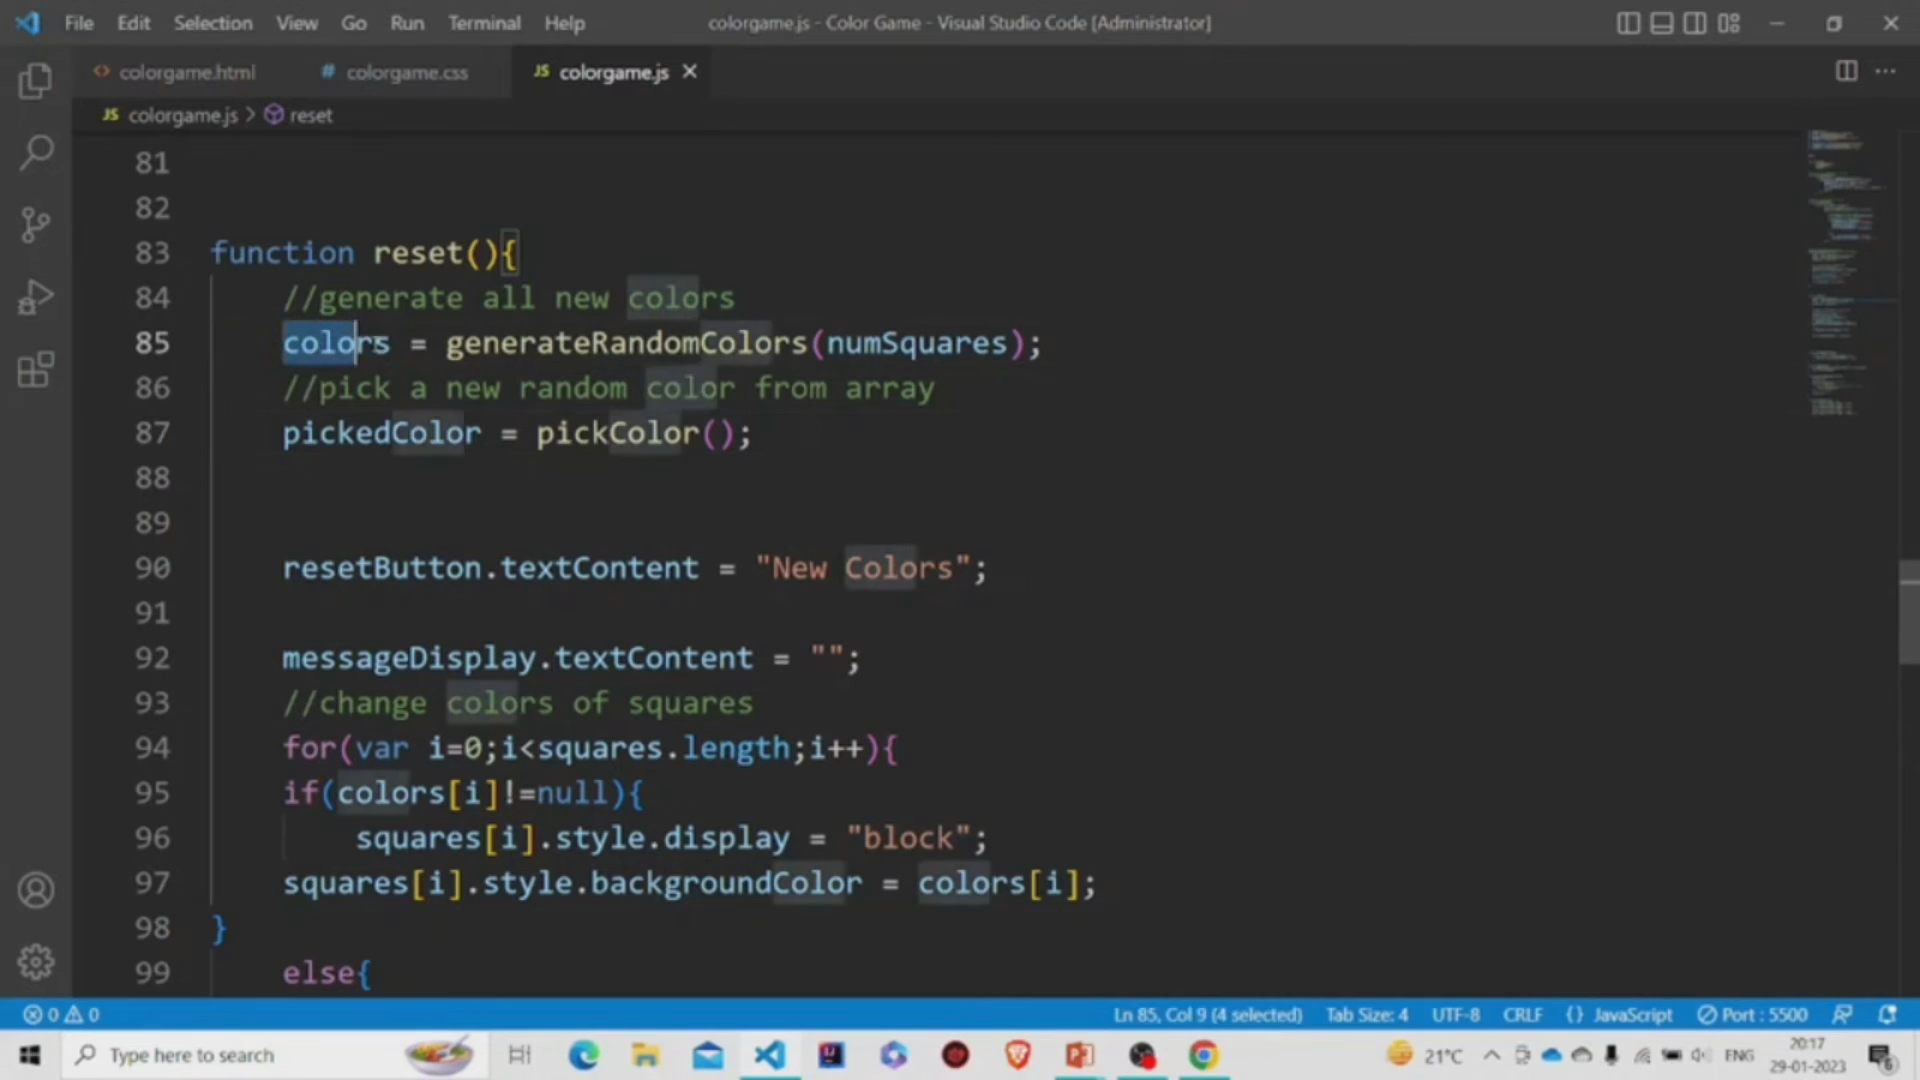 File Edit Selection View Go Run Terminal Help colorgame.js - Color Game - Visual Studio Code [Administrator]
colorgame.html colorgame.css JS colorgame.js
JS colorgame.js > reset
81
82
83 function reset(){
84 //generate all new colors
85 colors = generateRandomColors(numSquares);
86 //pick a new random color from array
87 pickedColor = pickColor();
88
89
90 resetButton.textContent = "New Colors";
91
92 messageDisplay.textContent = "";
93 //change colors of squares
94 for(var i=0;i<squares.length;i++){
95 if(colors[i]!=null){
96 squares[i].style.display = "block";
97 squares[i].style.backgroundColor = colors[i];
98 }
99 else{
0 0 Ln 85, Col 9 (4 selected) Tab Size: 4 UTF-8 CRLF {} JavaScript Port : 5500
Type here to search 21°C ENG 20:17
29-01-2023